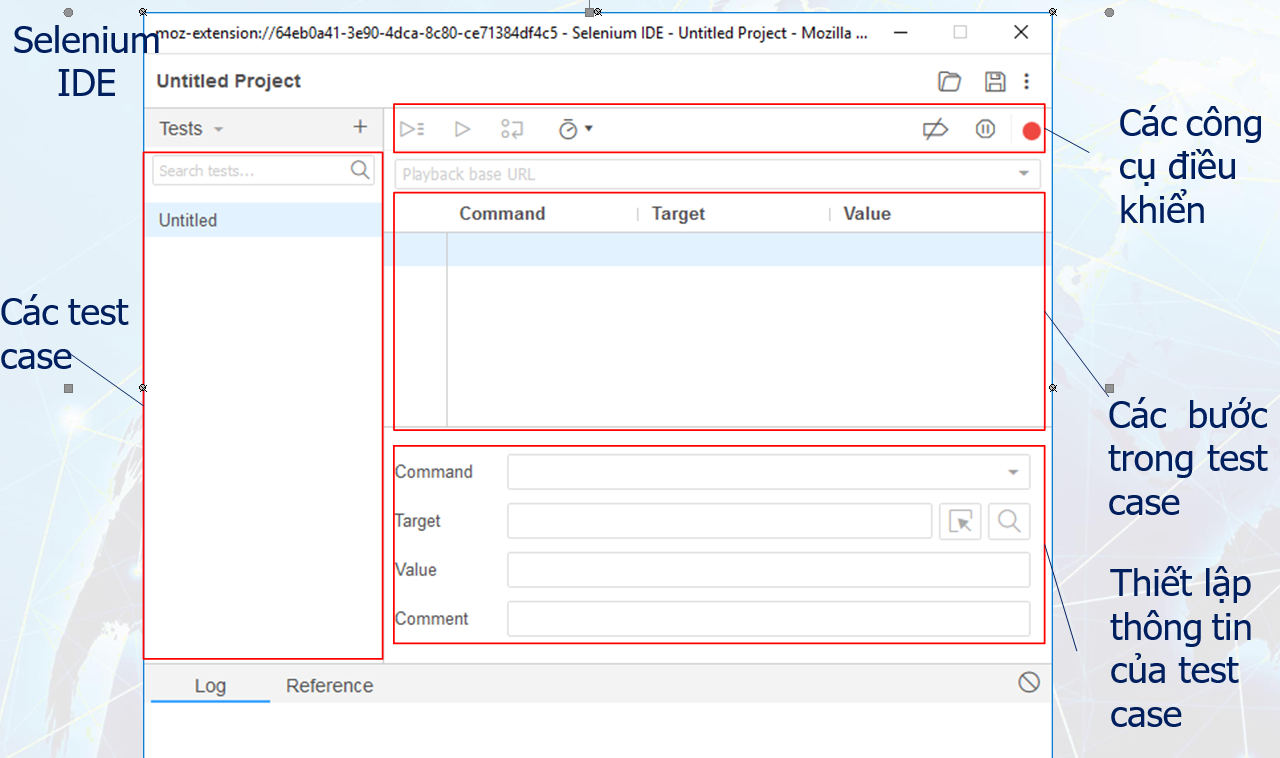 Selenium
IDE
moz-extension://64eb0a41-3e90-4dca-8c80-ce71384df4c5 - Selenium IDE - Untitled Project - Mozilla ...
Untitled Project
Tests
Search tests...
Untitled
Playback base URL
Command Target Value
Command
Target
Value
Comment
Log Reference
Các test
case
Các công
cụ điều
khiển
Các bước
trong test
case
Thiết lập
thông tin
của test
case